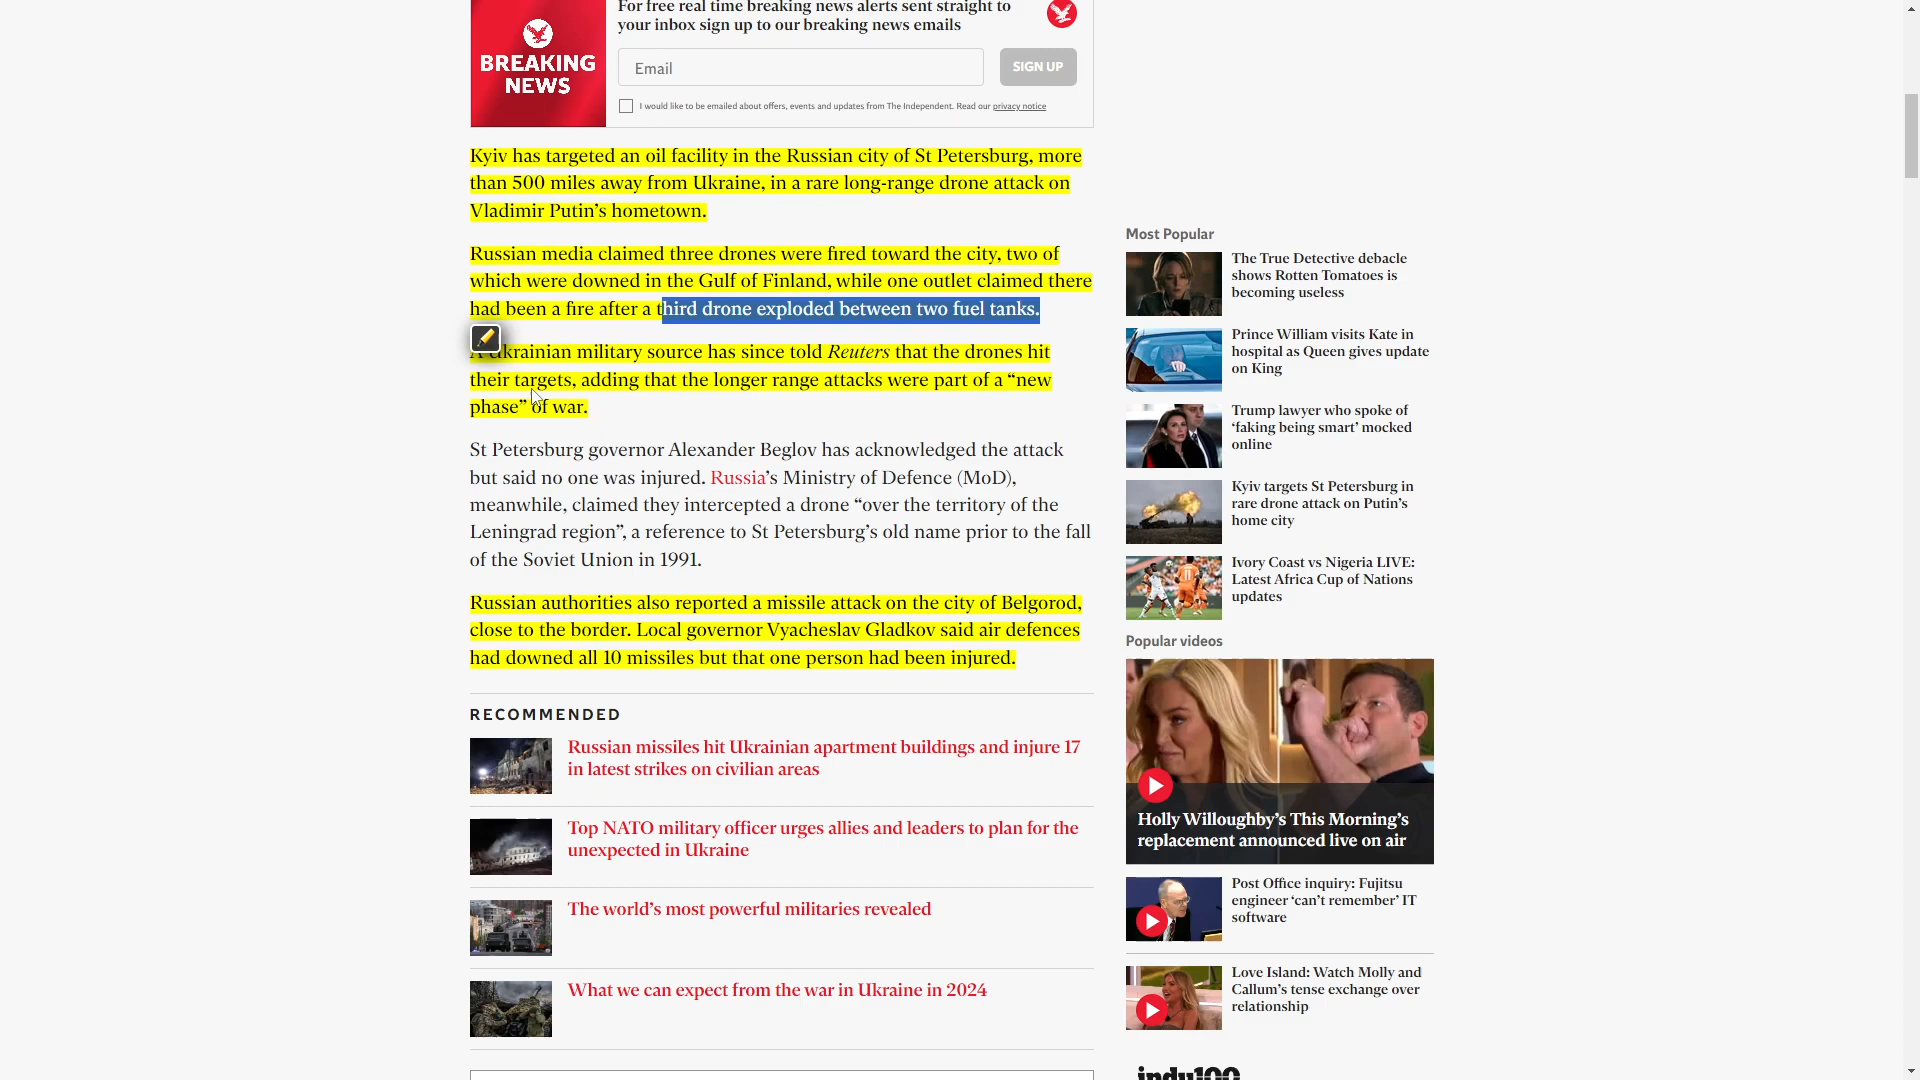 For free real time breaking news alerts sent straight to
your inbox sign up to our breaking news emails
BREAKING
NEWS
Email
SIGN UP
I would like to be emailed about offers, events and updates from The Independent. Read our privacy notice
Kyiv has targeted an oil facility in the Russian city of St Petersburg, more
than 500 miles away from Ukraine, in a rare long-range drone attack on
Vladimir Putin’s hometown.
Russian media claimed three drones were fired toward the city, two of
which were downed in the Gulf of Finland, while one outlet claimed there
had been a fire after a third drone exploded between two fuel tanks.
A Ukrainian military source has since told Reuters that the drones hit
their targets, adding that the longer range attacks were part of a “new
phase” of war.
St Petersburg governor Alexander Beglov has acknowledged the attack
but said no one was injured. Russia’s Ministry of Defence (MoD),
meanwhile, claimed they intercepted a drone “over the territory of the
Leningrad region”, a reference to St Petersburg’s old name prior to the fall
of the Soviet Union in 1991.
Russian authorities also reported a missile attack on the city of Belgorod,
close to the border. Local governor Vyacheslav Gladkov said air defences
had downed all 10 missiles but that one person had been injured.
RECOMMENDED
Russian missiles hit Ukrainian apartment buildings and injure 17
in latest strikes on civilian areas
Top NATO military officer urges allies and leaders to plan for the
unexpected in Ukraine
The world’s most powerful militaries revealed
What we can expect from the war in Ukraine in 2024
Most Popular
The True Detective debacle
shows Rotten Tomatoes is
becoming useless
Prince William visits Kate in
hospital as Queen gives update
on King
Trump lawyer who spoke of
‘faking being smart’ mocked
online
Kyiv targets St Petersburg in
rare drone attack on Putin’s
home city
Ivory Coast vs Nigeria LIVE:
Latest Africa Cup of Nations
updates
Popular videos
Holly Willoughby’s This Morning’s
replacement announced live on air
Post Office inquiry: Fujitsu
engineer ‘can’t remember’ IT
software
Love Island: Watch Molly and
Callum’s tense exchange over
relationship
indy100